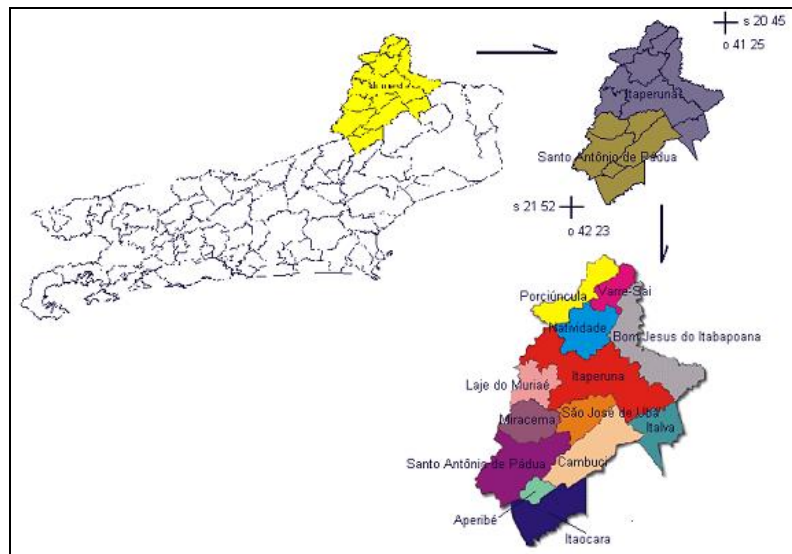 s 20 45
o 41 25
Itaperuna
Santo Antônio de Pádua
s 21 52
o 42 23
Varre-Sai
Porciúncula
Natividade
Bom Jesus do Itabapoana
Laje do Muriaé
Itaperuna
São José de Ubá
Miracema
Italva
Santo Antônio de Pádua
Cambuçi
Aperibé
Itaocara